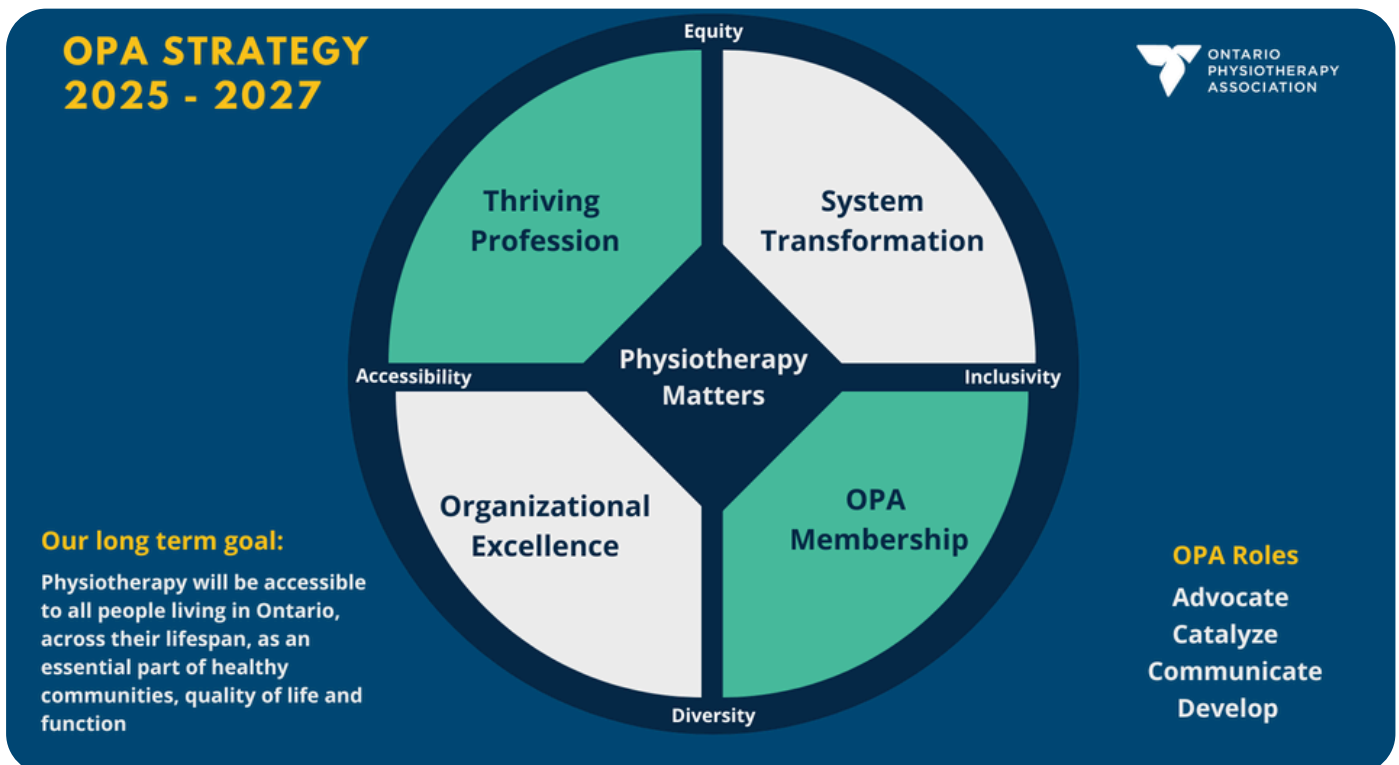 OPA STRATEGY
2025 - 2027
Equity
ONTARIO
PHYSIOTHERAPY
ASSOCIATION
Thriving
Profession
System
Transformation
Physiotherapy
Matters
Accessibility
Inclusivity
Organizational
Excellence
OPA
Membership
Diversity
Our long term goal:
Physiotherapy will be accessible
to all people living in Ontario,
across their lifespan, as an
essential part of healthy
communities, quality of life and
function
OPA Roles
Advocate
Catalyze
Communicate
Develop